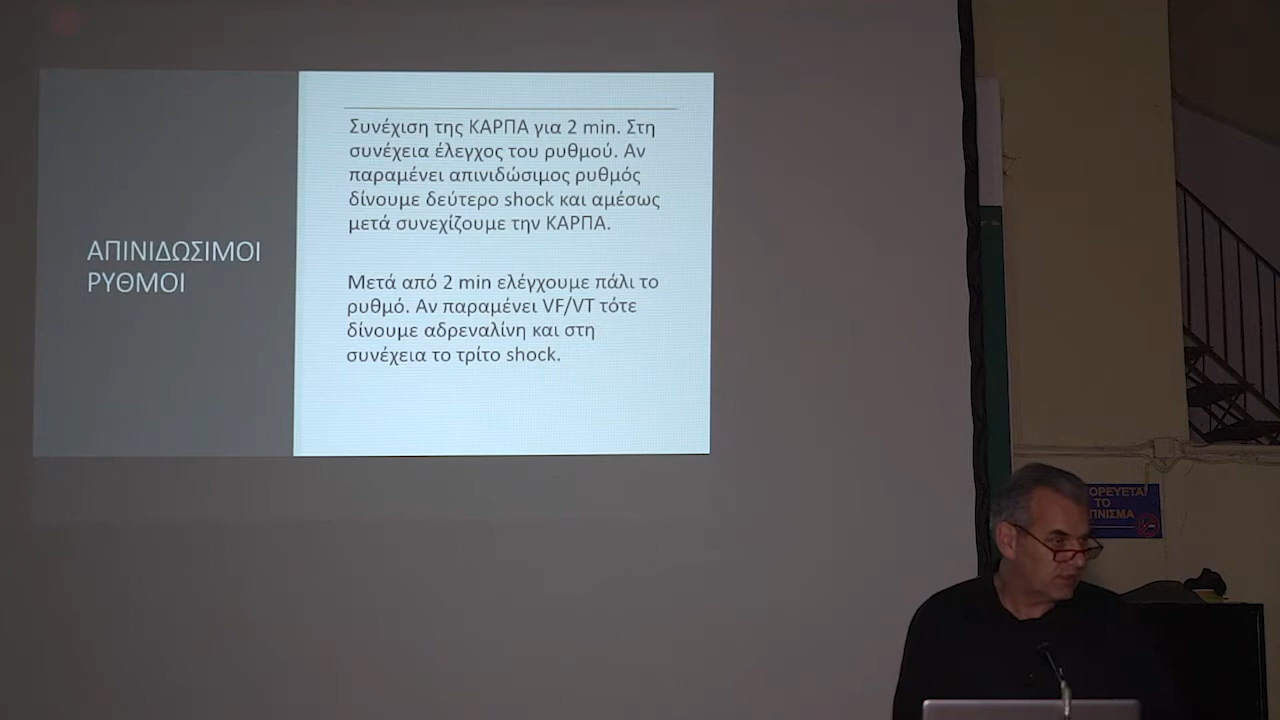 ΑΠΙΝΙΔΩΣΙΜΟΙ
ΡΥΘΜΟΙ
Συνέχιση της ΚΑΡΠΑ για 2 min. Στη
συνέχεια έλεγχος του ρυθμού. Αν
παραμένει απινιδώσιμος ρυθμός
δίνουμε δεύτερο shock και αμέσως
μετά συνεχίζουμε την ΚΑΡΠΑ.
Μετά από 2 min ελέγχουμε πάλι το
ρυθμό. Αν παραμένει VF/VT τότε
δίνουμε αδρεναλίνη και στη
συνέχεια το τρίτο shock.
ΟΡΕΥΕΤΑΙ
ΤΟ
ΠΝΙΣΜΑ